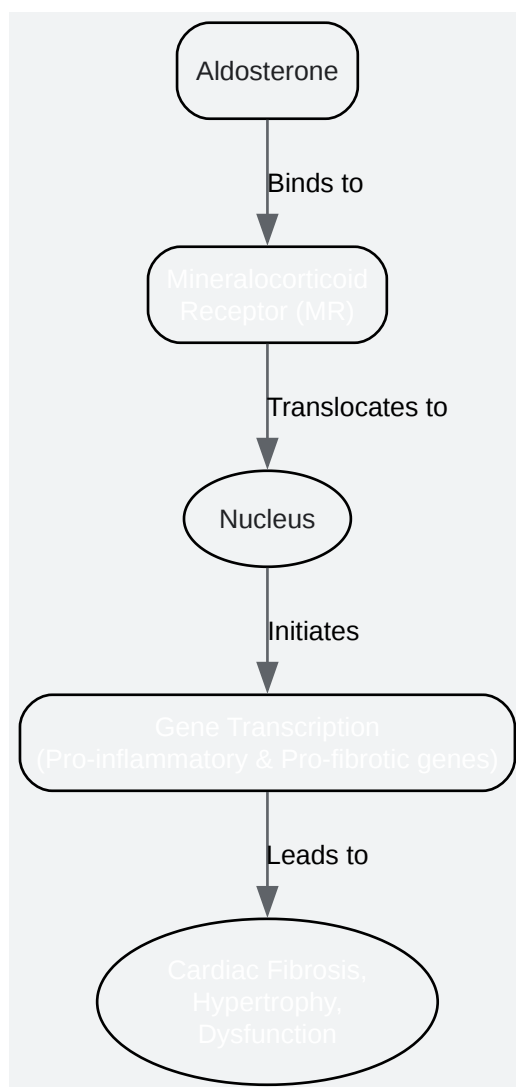 Aldosterone
Binds to
Mineralocorticoid
Receptor (MR)
Translocates to
Nucleus
Initiates
Gene Transcription
(Pro-inflammatory & Pro-fibrotic genes)
Leads to
Cardiac Fibrosis,
Hypertrophy,
Dysfunction